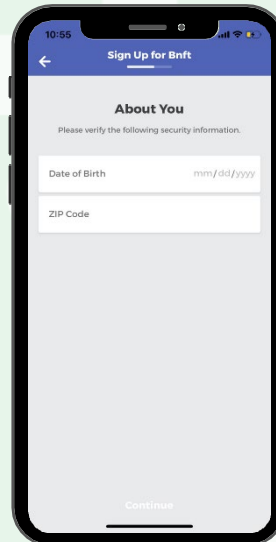 10:55
Sign Up for Bnft
About You
Please verify the following security information.
Date of Birth mm/dd/yyyy
ZIP Code
Continue